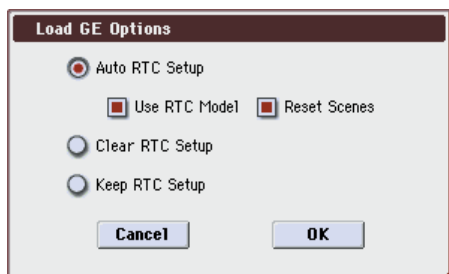 Load GE Options
Auto RTC Setup
Use RTC Model Reset Scenes
Clear RTC Setup
Keep RTC Setup
Cancel OK